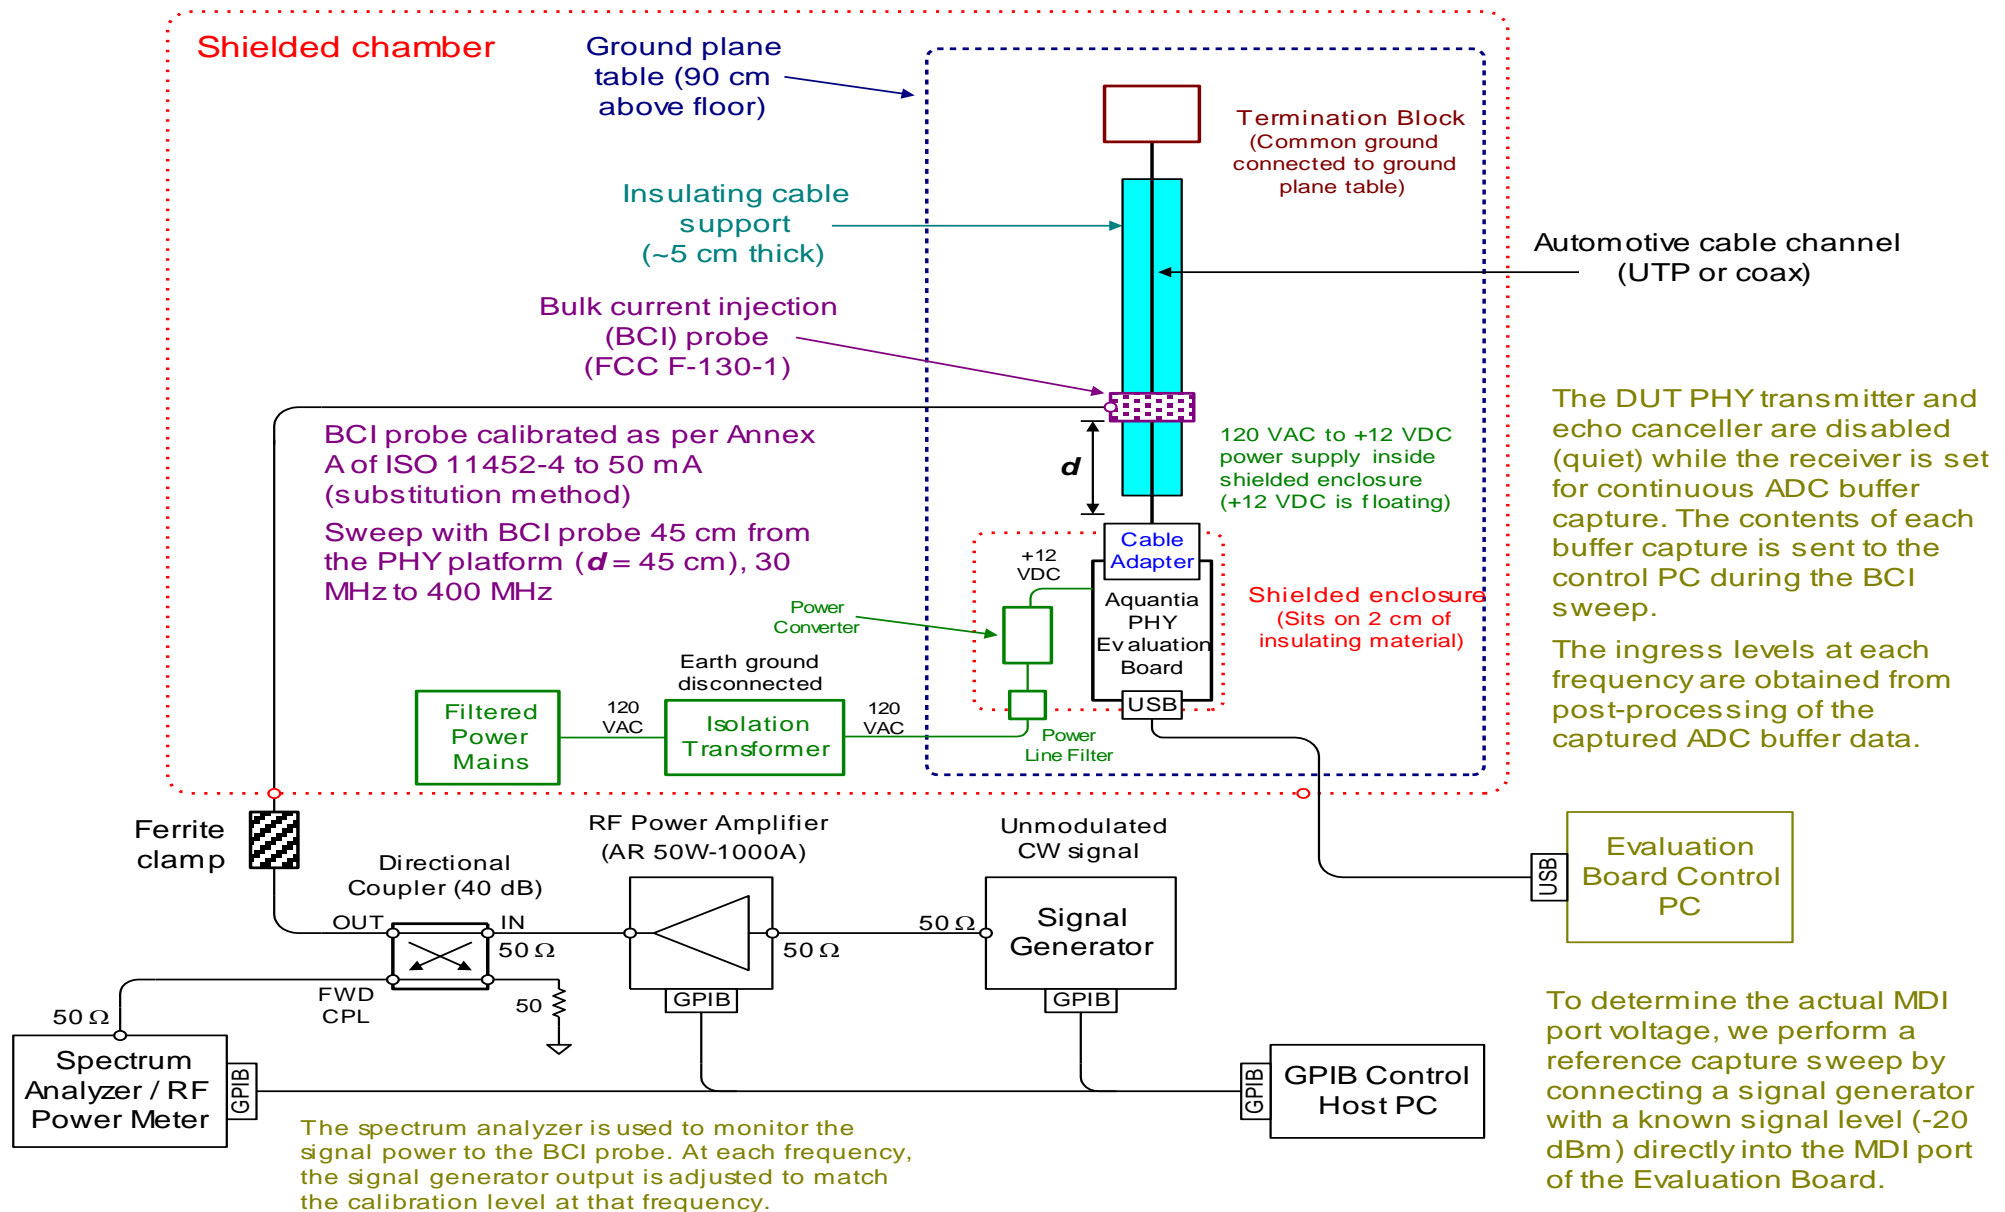 Shielded chamber
Ground plane
table (90 cm
above floor)
Termination Block
(Common ground
connected to ground
plane table)
Insulating cable
support
(~5 cm thick)
Automotive cable channel
(UTP or coax)
Bulk current injection
(BCI) probe
(FCC F-130-1)
BCI probe calibrated as per Annex
A of ISO 11452-4 to 50 mA
(substitution method)
Sweep with BCI probe 45 cm from
the PHY platform (d = 45 cm), 30
MHz to 400 MHz
d
120 VAC to +12 VDC
power supply inside
shielded enclosure
(+12 VDC is floating)
The DUT PHY transmitter and
echo canceller are disabled
(quiet) while the receiver is set
for continuous ADC buffer
capture. The contents of each
buffer capture is sent to the
control PC during the BCI
sweep.
The ingress levels at each
frequency are obtained from
post-processing of the
captured ADC buffer data.
Cable
Adapter
+12
VDC
Aquantia
PHY
Evaluation
Board
USB
Shielded enclosure
(Sits on 2 cm of
insulating material)
Power
Converter
Earth ground
disconnected
Filtered
Power
Mains
120
VAC
Isolation
Transformer
120
VAC
Power
Line Filter
Ferrite
clamp
Directional
Coupler (40 dB)
RF Power Amplifier
(AR 50W-1000A)
Unmodulated
CW signal
OUT
IN
50 Ω
50 Ω
50 Ω
Signal
Generator
USB
Evaluation
Board Control
PC
FWD
CPL
50
GPIB
GPIB
50 Ω
Spectrum
Analyzer / RF
Power Meter
GPIB
GPIB
GPIB Control
Host PC
The spectrum analyzer is used to monitor the
signal power to the BCI probe. At each frequency,
the signal generator output is adjusted to match
the calibration level at that frequency.
To determine the actual MDI
port voltage, we perform a
reference capture sweep by
connecting a signal generator
with a known signal level (-20
dBm) directly into the MDI port
of the Evaluation Board.